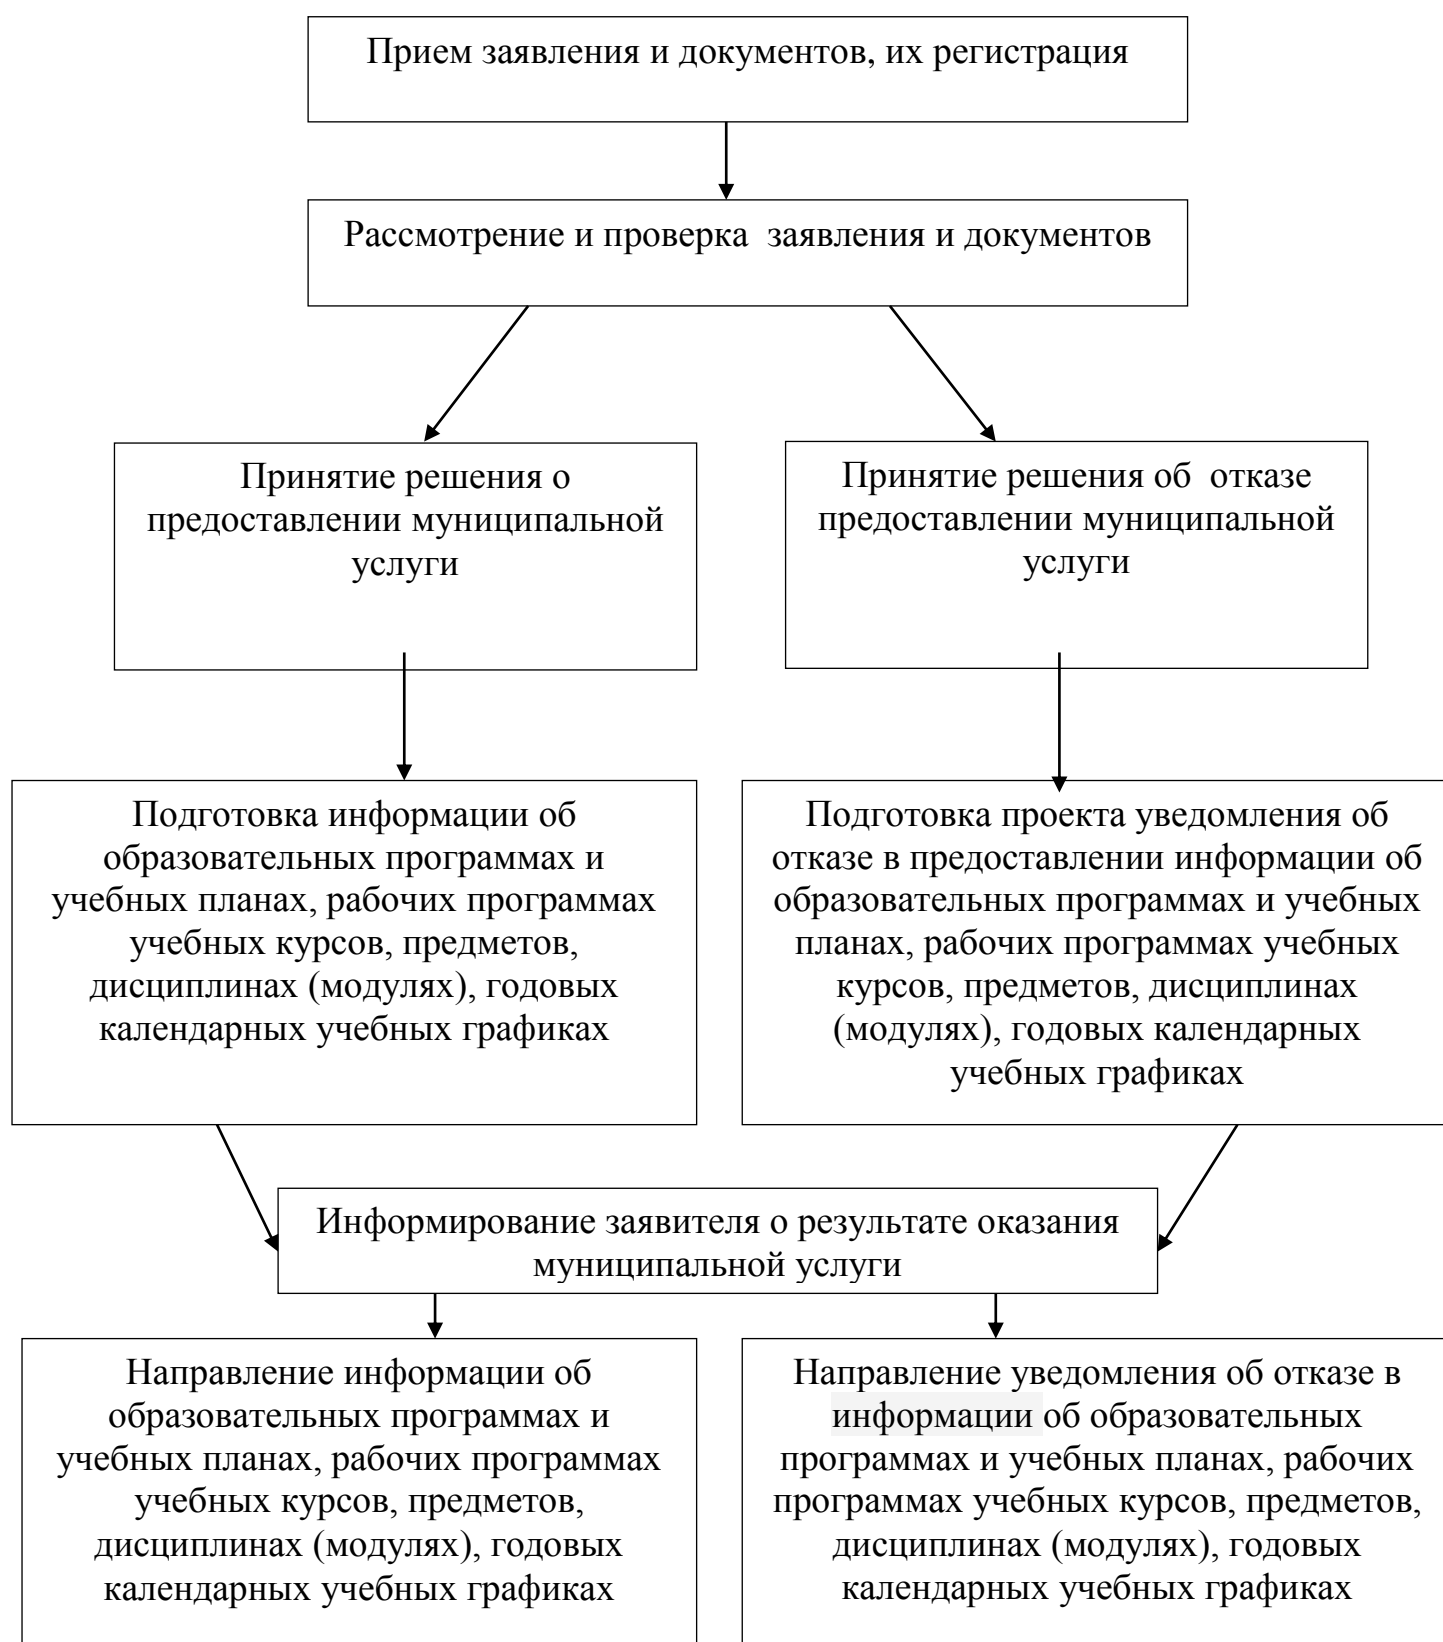 Прием заявления и документов, их регистрация
Рассмотрение и проверка  заявления и документов
Принятие решения о
предоставлении муниципальной
услуги
Принятие решения об  отказе
предоставлении муниципальной
услуги
Подготовка информации об
образовательных программах и
учебных планах, рабочих программах
учебных курсов, предметов,
дисциплинах (модулях), годовых
календарных учебных графиках
Подготовка проекта уведомления об
отказе в предоставлении информации об
образовательных программах и учебных
планах, рабочих программах учебных
курсов, предметов, дисциплинах
(модулях), годовых календарных
учебных графиках
Информирование заявителя о результате оказания
муниципальной услуги
Направление информации об
образовательных программах и
учебных планах, рабочих программах
учебных курсов, предметов,
дисциплинах (модулях), годовых
календарных учебных графиках
Направление уведомления об отказе в
информации об образовательных
программах и учебных планах, рабочих
программах учебных курсов, предметов,
дисциплинах (модулях), годовых
календарных учебных графиках